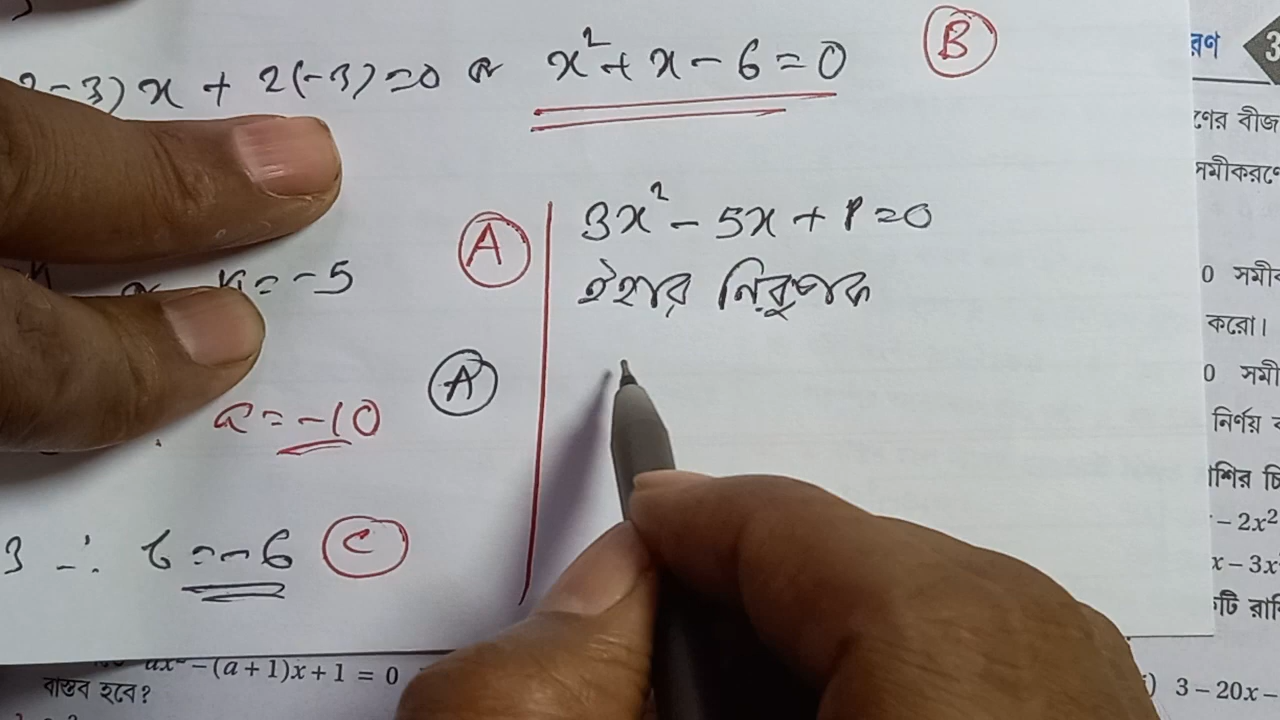 -3)x + 2(-3)=0 or x²+x-6=0 B
3x²-5x+1=0
ইহার নিরুপক
A
= -5
A
a = -10
3 ∴ b = -6 C
-(a+1)x+1 = 0
বাস্তব হবে?
রণ 3
ণের বীজ
সমীকরণে
0 সমীক
করো।
0 সমী
নির্ণয়
শির চি
- 2x²
x - 3x
টি রাশি
3 - 20x -